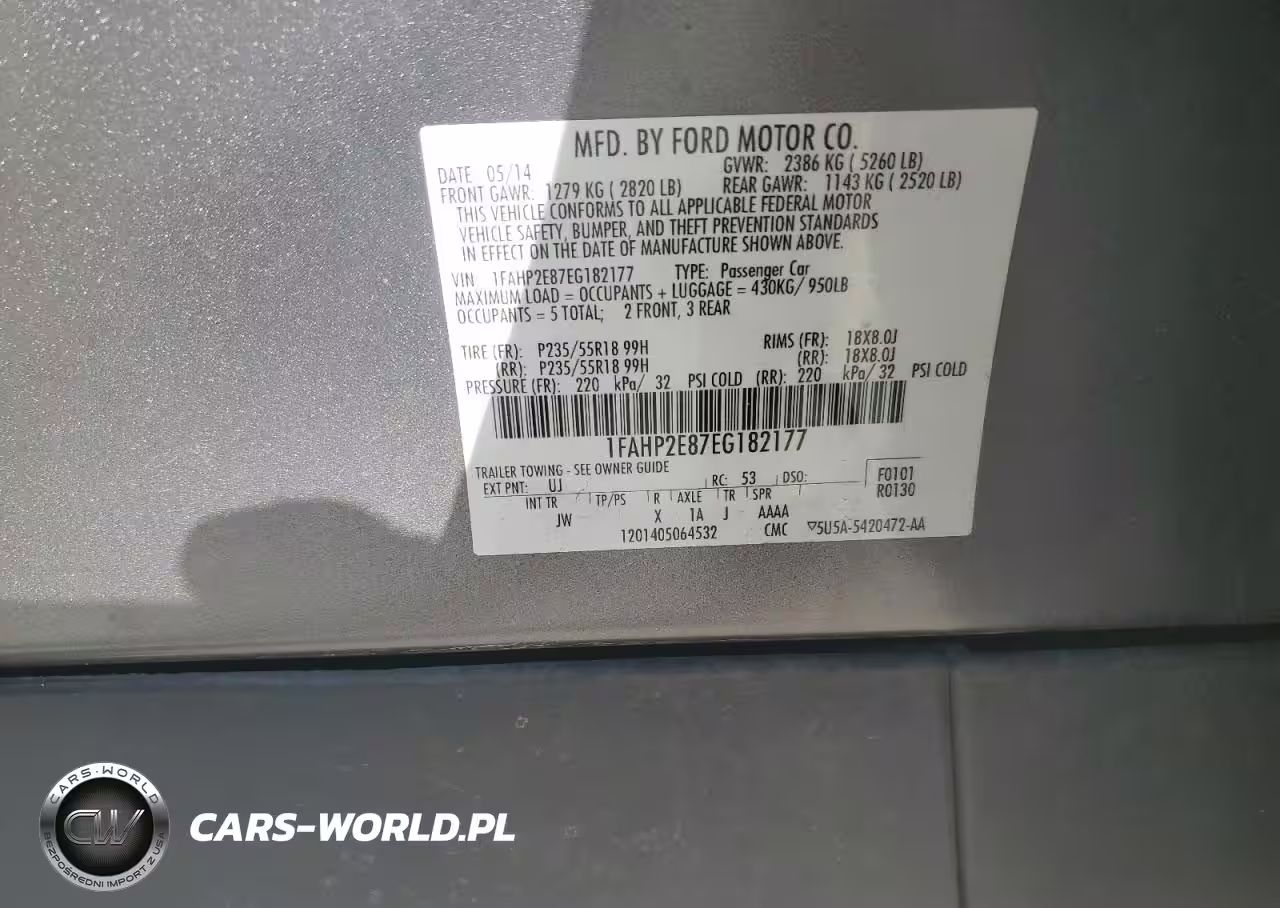 MFD. BY FORD MOTOR CO.
DATE 05/14 GVWR: 2386 KG ( 5260 LB)
FRONT GAWR: 1279 KG ( 2820 LB) REAR GAWR: 1143 KG ( 2520 LB)
THIS VEHICLE CONFORMS TO ALL APPLICABLE FEDERAL MOTOR
VEHICLE SAFETY, BUMPER, AND THEFT PREVENTION STANDARDS
IN EFFECT ON THE DATE OF MANUFACTURE SHOWN ABOVE.
VIN: 1FAHP2E87EG182177 TYPE: Passenger Car
MAXIMUM LOAD = OCCUPANTS + LUGGAGE = 430KG/ 950LB
OCCUPANTS = 5 TOTAL; 2 FRONT, 3 REAR
TIRE (FR): P235/55R18 99H RIMS (FR): 18X8.0J
(RR): P235/55R18 99H (RR): 18X8.0J
PRESSURE (FR): 220 kPa/ 32 PSI COLD (RR): 220 kPa/ 32 PSI COLD
1FAHP2E87EG182177
TRAILER TOWING - SEE OWNER GUIDE
EXT PNT: UJ RC: 53 DSO: F0101
R0130
INT TR TP/PS R AXLE TR SPR
JW X 1A J AAAA
1201405064532 CMC ▽5U5A-5420472-AA
CARS-WORLD
CW
BEZPOŚREDNI IMPORT Z USA
CARS-WORLD.PL